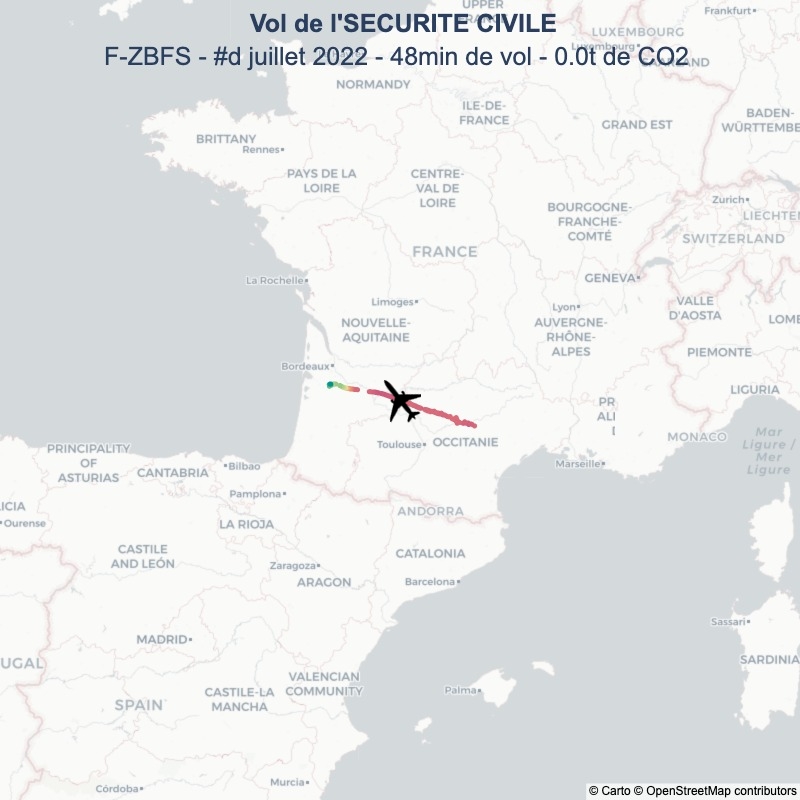 Vol de l'SECURITE CIVILE
F-ZBFS - #d juillet 2022 - 48min de vol - 0.0t de CO2
UPPER
Frankfurt
LUXEMBOURG
Luxembourg
SAARLAND
NORMANDY
ILE-DE-
FRANCE
GRAND EST
BADEN-
WÜRTTEMBE
BRITTANY
Rennes
PAYS DE LA
LOIRE
CENTRE-
VAL DE
LOIRE
BOURGOGNE-
FRANCHE-
COMTÉ
Zurich
LIECHTEN
SWITZERLAND
FRANCE
GENEVA
La Rochelle
Limoges
Lyon
VALLE
D'AOSTA
LOMB
NOUVELLE-
AQUITAINE
AUVERGNE-
RHÔNE-
ALPES
PIEMONTE
Bordeaux
LIGURIA
PR
ALI
Toulouse
OCCITANIE
MONACO
Mar
Ligure /
Mer
Ligure
Marseille
PRINCIPALITY
OF
ASTURIAS
CANTABRIA
Bilbao
Pamplona
ICIA
Ourense
LA RIOJA
ANDORRA
CASTILE
AND LEÓN
Zaragoza
ARAGON
CATALONIA
Barcelona
Sassari
MADRID
SARDINIA
UGAL
SPAIN
CASTILE-LA
MANCHA
VALENCIAN
COMMUNITY
Palma
Córdoba
Murcia
© Carto © OpenStreetMap contributors